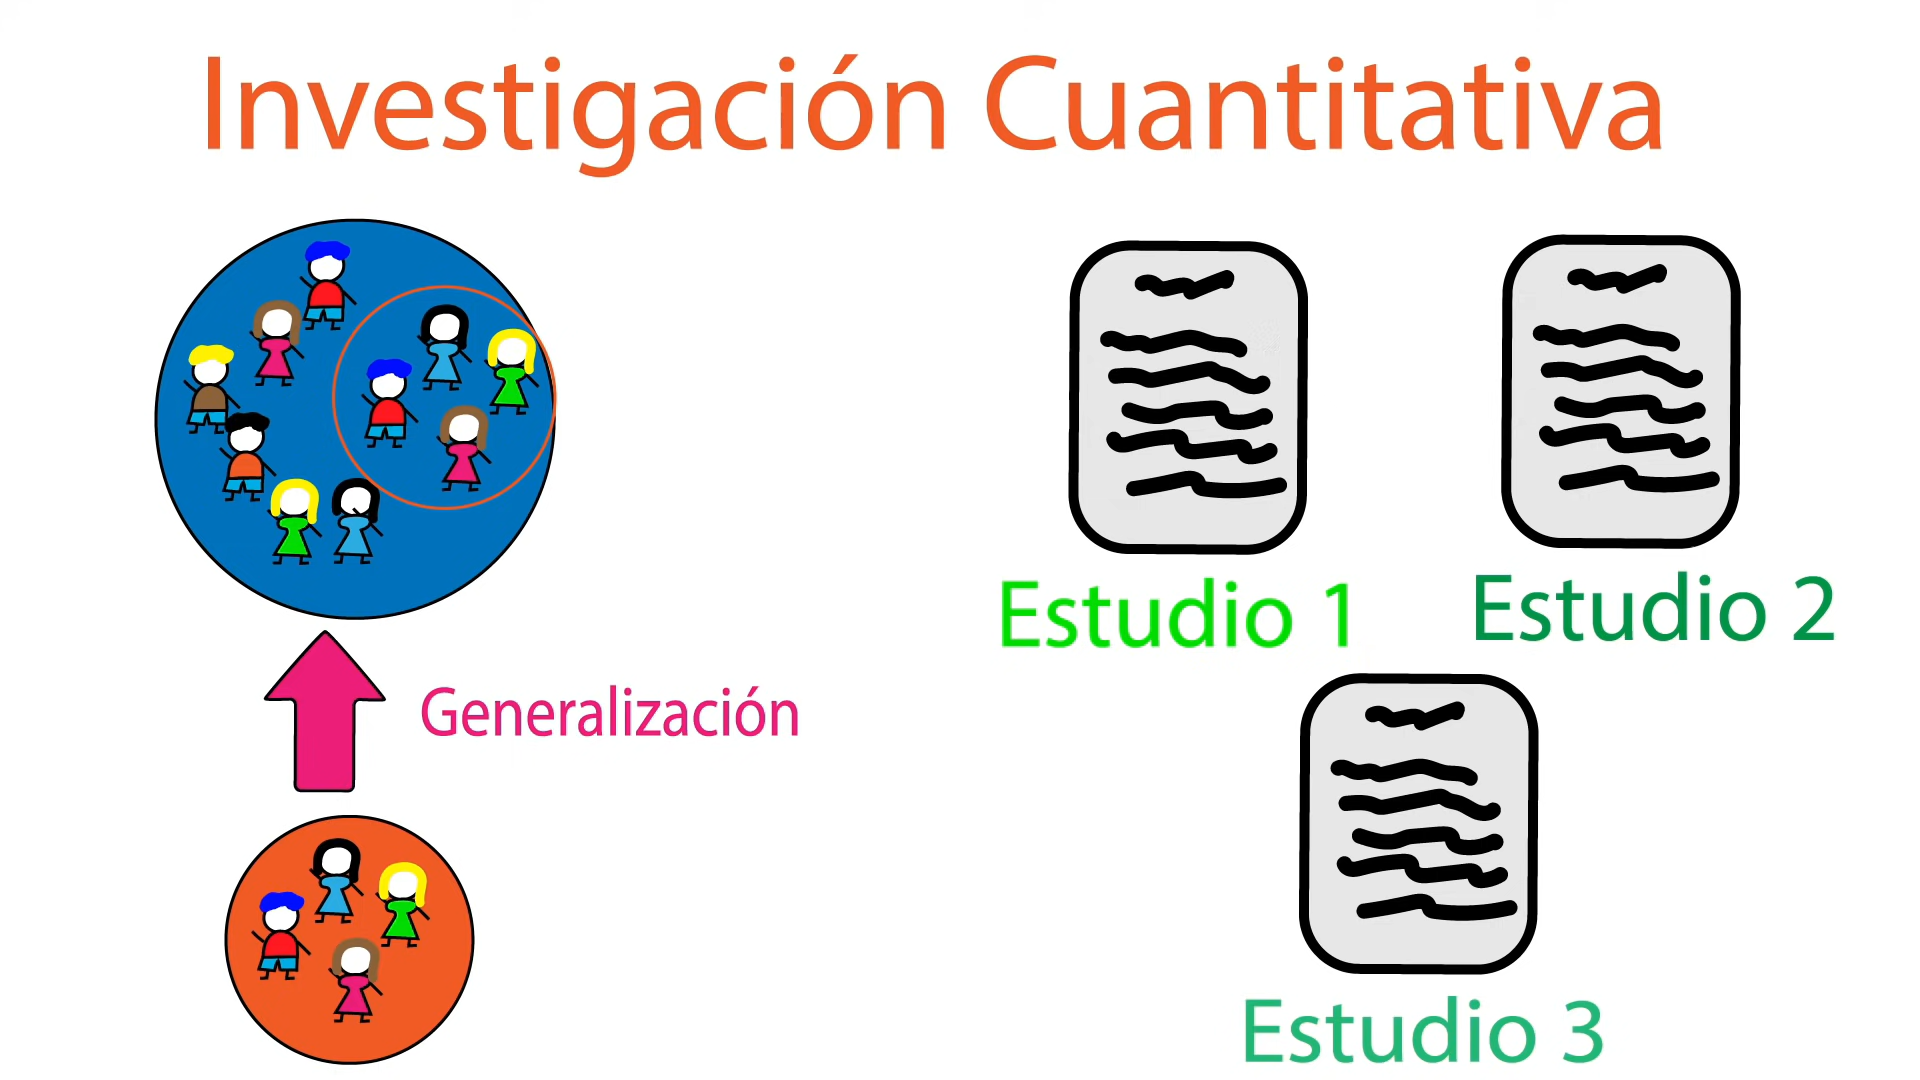 Investigación Cuantitativa
Generalización
Estudio 1
Estudio 2
Estudio 3